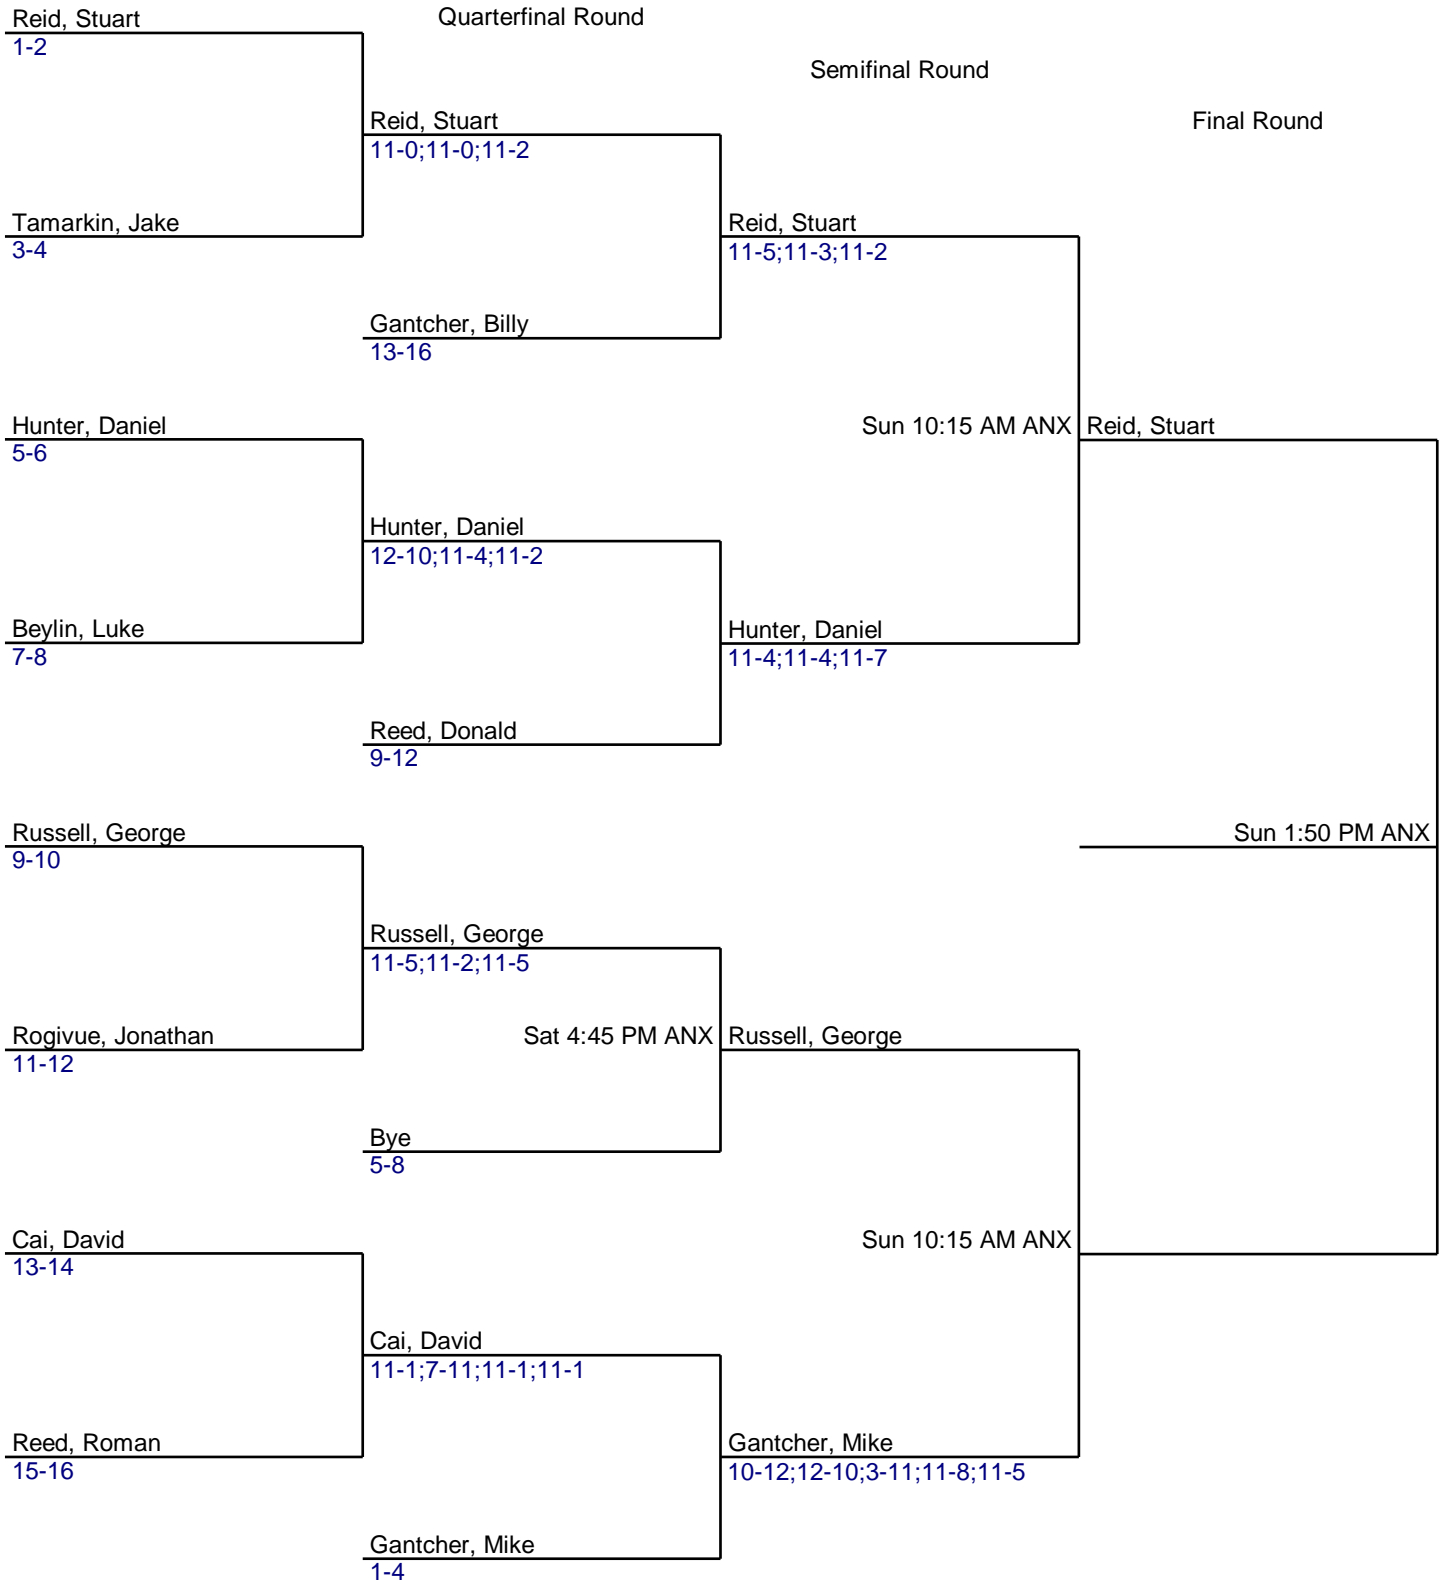 Reid, Stuart
Quarterfinal Round
1-2
Semifinal Round
Reid, Stuart
Final Round
11-0;11-0;11-2
Tamarkin, Jake
Reid, Stuart
3-4
11-5;11-3;11-2
Gantcher, Billy
13-16
Hunter, Daniel
Sun 10:15 AM ANX
Reid, Stuart
5-6
Hunter, Daniel
12-10;11-4;11-2
Beylin, Luke
Hunter, Daniel
7-8
11-4;11-4;11-7
Reed, Donald
9-12
Russell, George
Sun 1:50 PM ANX
9-10
Russell, George
11-5;11-2;11-5
Rogivue, Jonathan
Sat 4:45 PM ANX
Russell, George
11-12
Bye
5-8
Cai, David
Sun 10:15 AM ANX
13-14
Cai, David
11-1;7-11;11-1;11-1
Reed, Roman
Gantcher, Mike
15-16
10-12;12-10;3-11;11-8;11-5
Gantcher, Mike
1-4